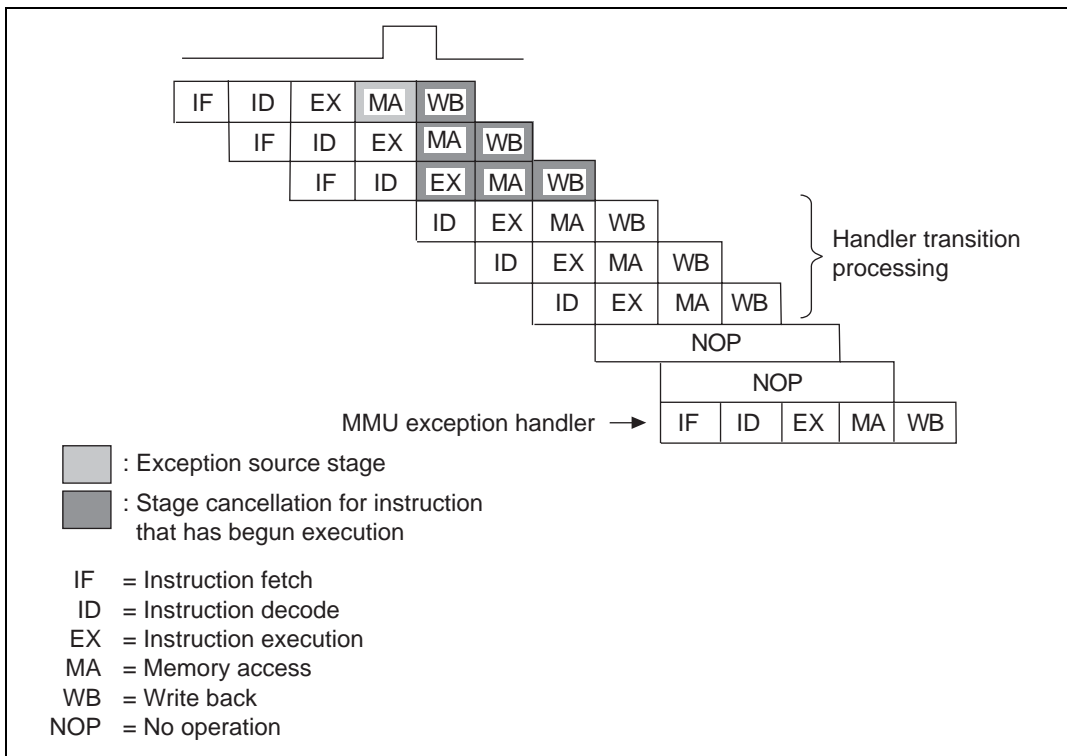 IF ID EX MA WB
IF ID EX MA WB
IF ID EX MA WB
ID EX MA WB
ID EX MA WB
ID EX MA WB
Handler transition
processing
NOP
NOP
MMU exception handler → IF ID EX MA WB
: Exception source stage
: Stage cancellation for instruction
that has begun execution
IF = Instruction fetch
ID = Instruction decode
EX = Instruction execution
MA = Memory access
WB = Write back
NOP = No operation